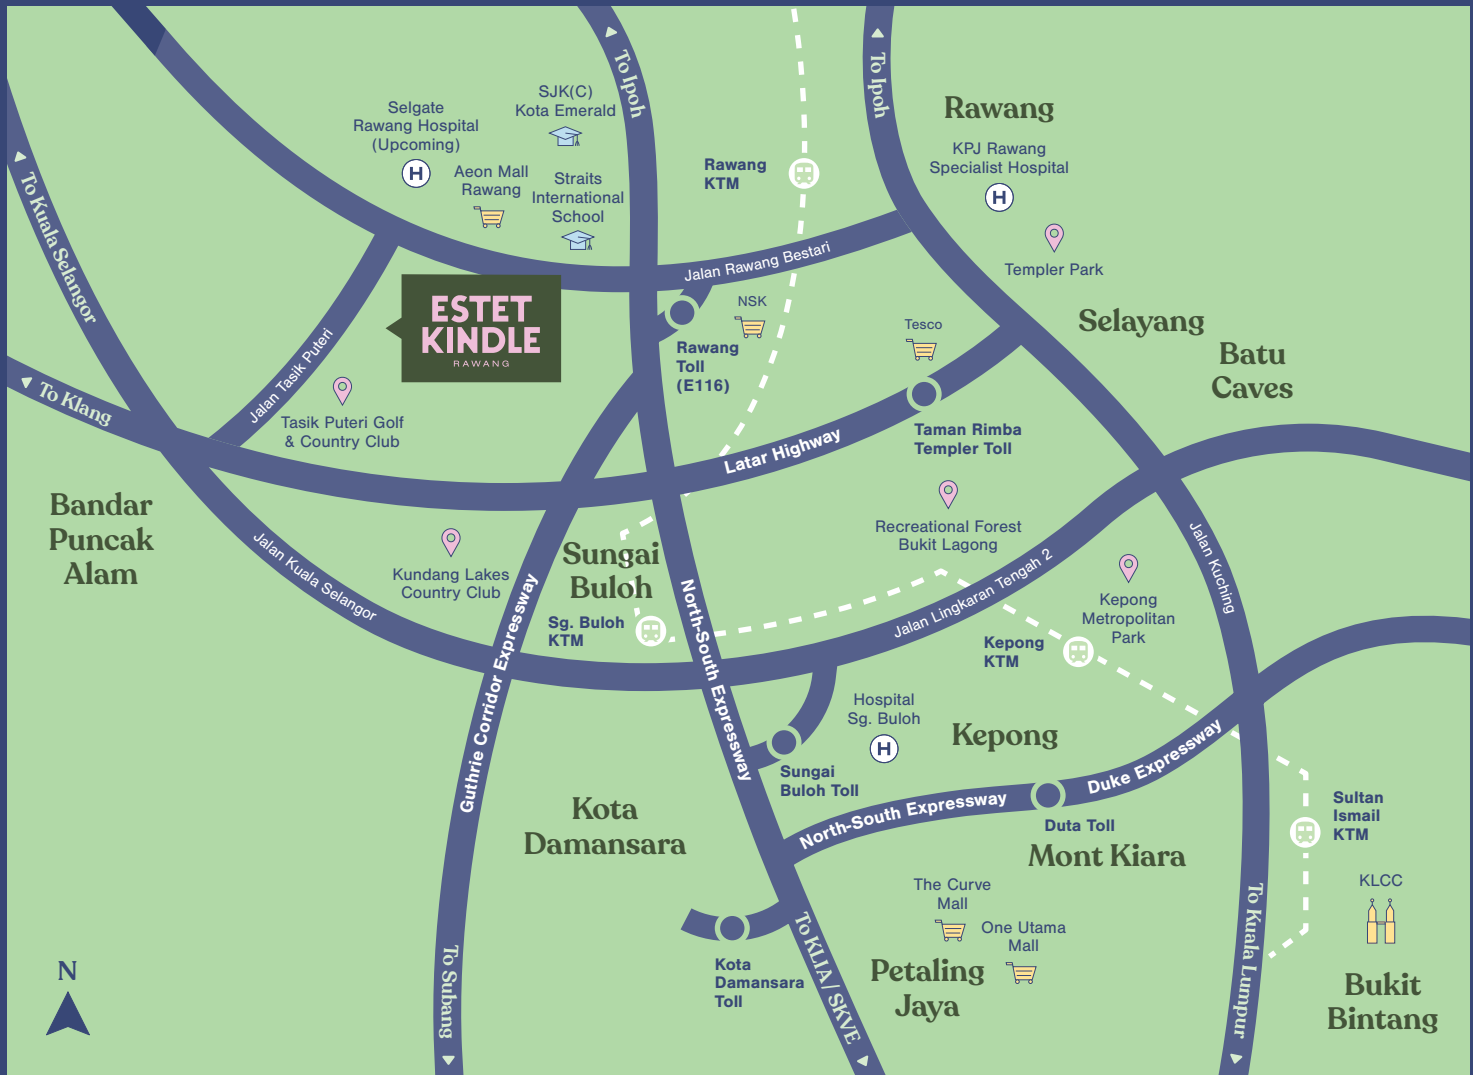 To Ipoh
To Ipoh
Rawang
SJK(C)
Kota Emerald
Selgate
Rawang Hospital
(Upcoming)
H
Aeon Mall
Rawang
Straits
International
School
Rawang
KTM
KPJ Rawang
Specialist Hospital
H
Templer Park
To Kuala Selangor
Jalan Rawang Bestari
ESTET
KINDLE
RAWANG
NSK
Rawang
Toll
(E116)
Tesco
Selayang
Batu
Caves
Jalan Tasik Puteri
To Klang
Tasik Puteri Golf
& Country Club
Latar Highway
Taman Rimba
Templer Toll
Bandar
Puncak
Alam
Jalan Kuala Selangor
Kundang Lakes
Country Club
Sungai
Buloh
Sg. Buloh
KTM
Recreational Forest
Bukit Lagong
Jalan Lingkaran Tengah 2
Jalan Kuching
Kepong
Metropolitan
Park
Kepong
KTM
Guthrie Corridor Expressway
North-South Expressway
Hospital
Sg. Buloh
H
Kepong
Sungai
Buloh Toll
Duke Expressway
North-South Expressway
Duta Toll
Mont Kiara
Sultan
Ismail
KTM
Kota
Damansara
The Curve
Mall
One Utama
Mall
KLCC
To Kuala Lumpur
To KLIA / SKVE
To Subang
Kota
Damansara
Toll
Petaling
Jaya
Bukit
Bintang
N